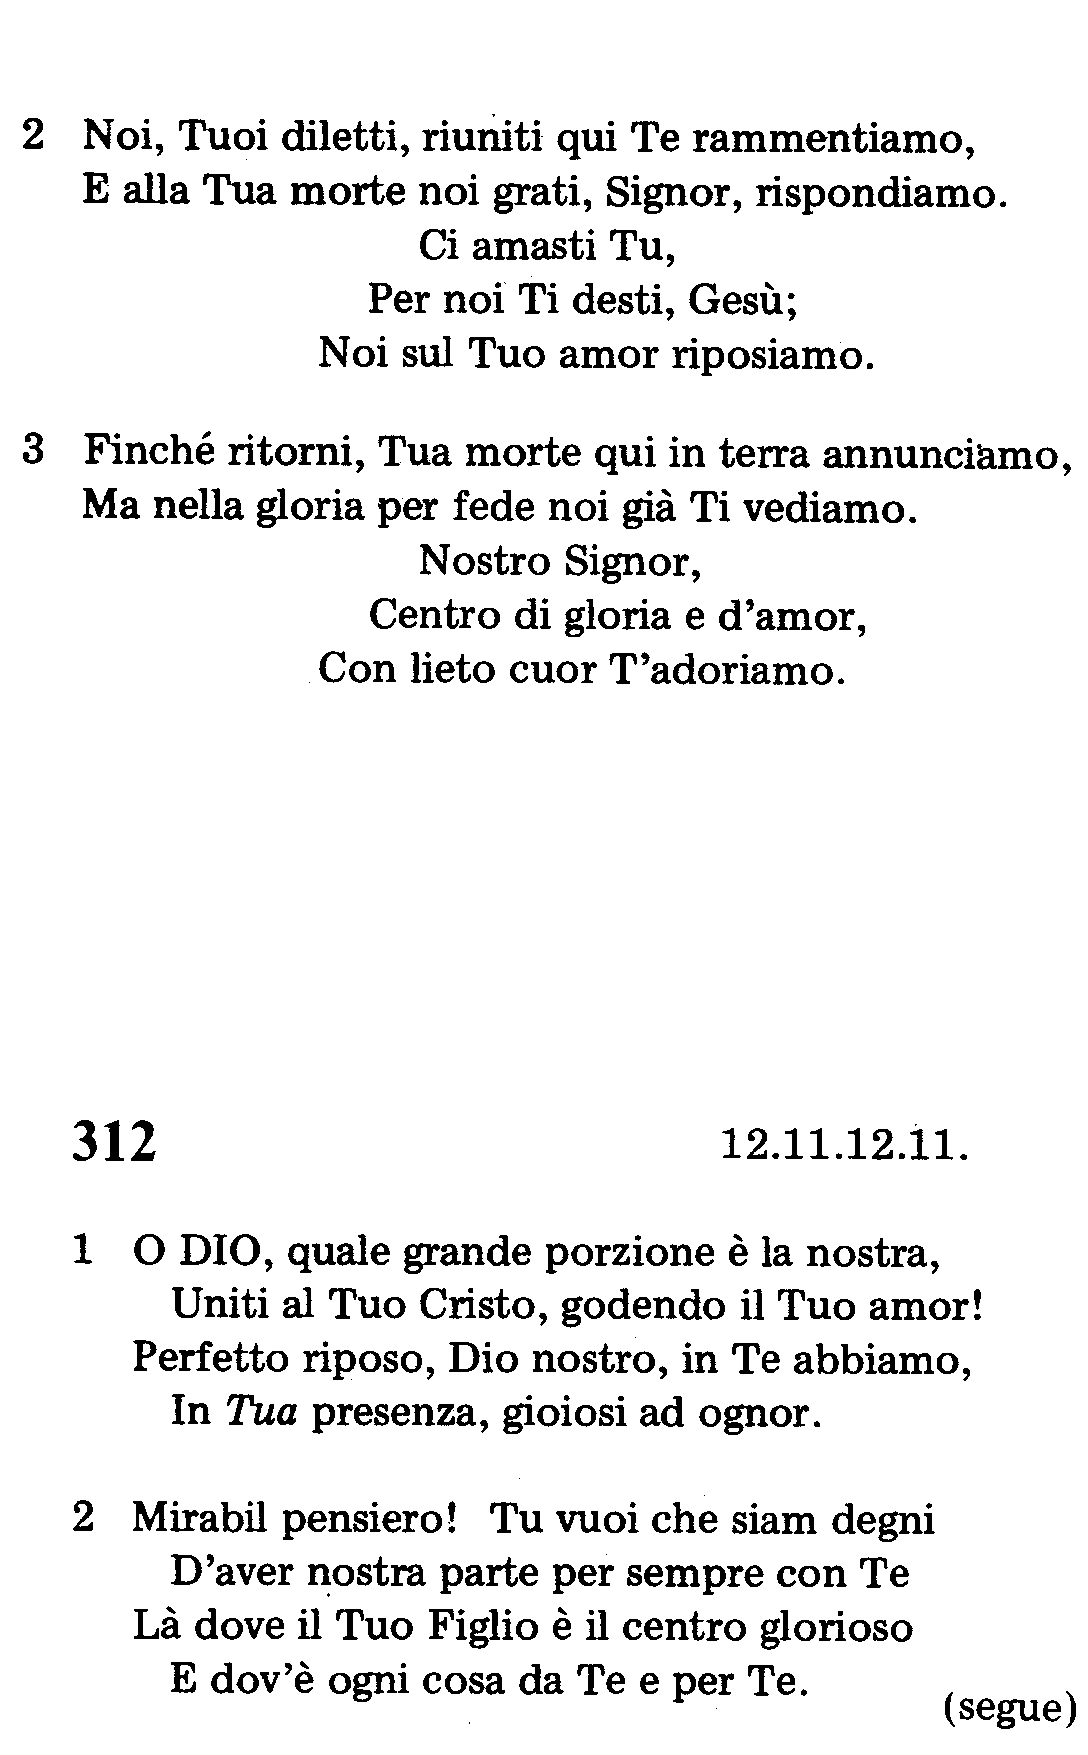 2 Noi, Tuoi diletti, riuniti qui Te rammentiamo,
E alla Tua morte noi grati, Signor, rispondiamo.
Ci amasti Tu,
Per noi Ti desti, Gesù;
Noi sul Tuo amor riposiamo.
3 Finché ritorni, Tua morte qui in terra annunciamo,
Ma nella gloria per fede noi già Ti vediamo.
Nostro Signor,
Centro di gloria e d’amor,
Con lieto cuor T’adoriamo.
312 12.11.12.11.
1 O DIO, quale grande porzione è la nostra,
Uniti al Tuo Cristo, godendo il Tuo amor!
Perfetto riposo, Dio nostro, in Te abbiamo,
In Tua presenza, gioiosi ad ognor.
2 Mirabil pensiero! Tu vuoi che siam degni
D’aver nostra parte per sempre con Te
Là dove il Tuo Figlio è il centro glorioso
E dov’è ogni cosa da Te e per Te.
(segue)